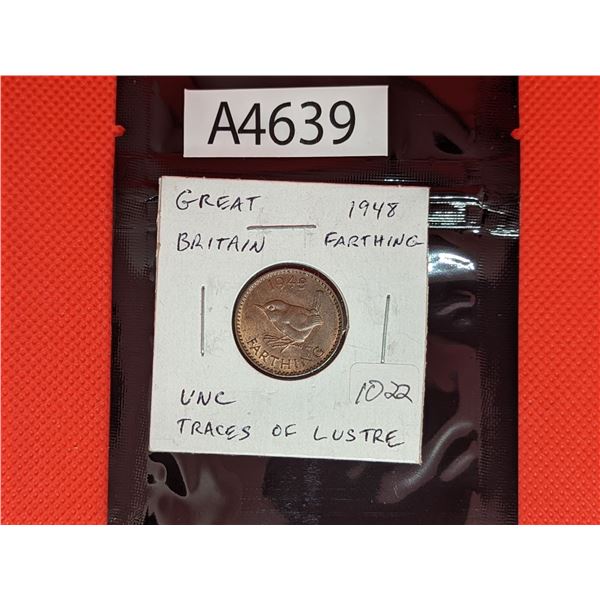 A4639
GREAT 1948
BRITAIN FARTHING
1948
FARTHING
UNC 1022
TRACES OF LUSTRE